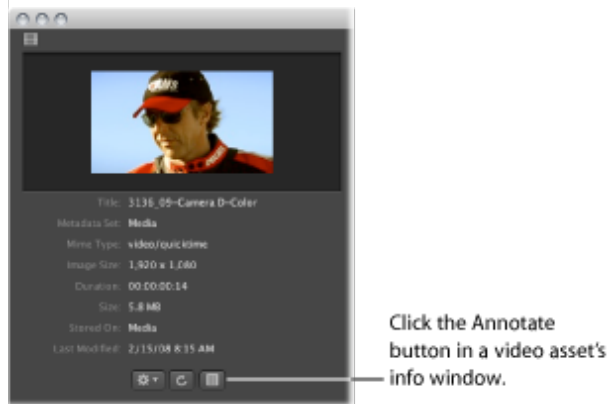 Title: 3136_09-Camera D-Color
Metadata Set: Media
Mime Type: video/quicktime
Image Size: 1,920 x 1,080
Duration: 00:00:00:14
Size: 5.8 MB
Stored On: Media
Last Modified: 2/15/08 8:15 AM
Click the Annotate
button in a video asset's
info window.